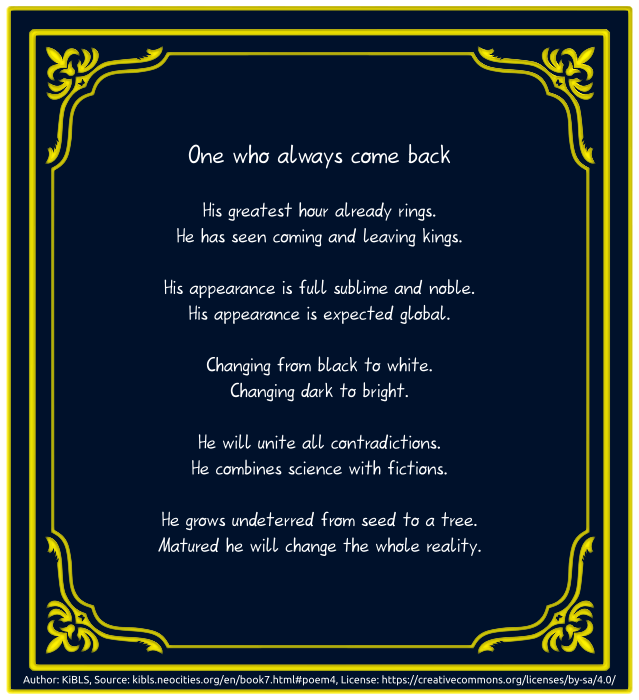 One who always come back
His greatest hour already rings.
He has seen coming and leaving kings.
His appearance is full sublime and noble.
His appearance is expected global.
Changing from black to white.
Changing dark to bright.
He will unite all contradictions.
He combines science with fictions.
He grows undeterred from seed to a tree.
Matured he will change the whole reality.
Author: KiBLS, Source: kibls.neocities.org/en/book7.html#poem4, License: https://creativecommons.org/licenses/by-sa/4.0/